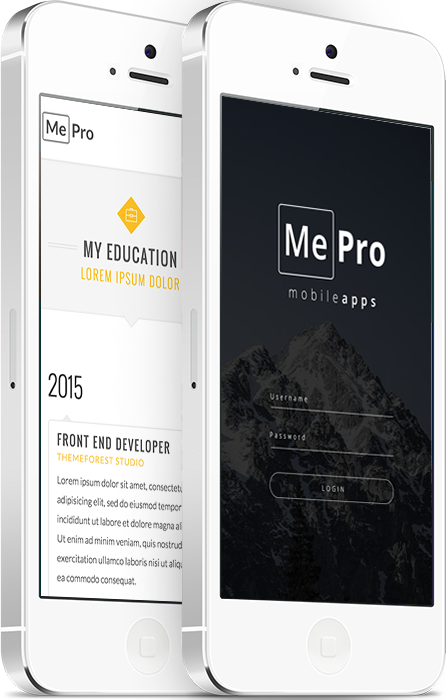 Me Pro
MY EDUCATION
LOREM IPSUM DOLOR
2015
FRONT END DEVELOPER
THEMEFOREST STUDIO
Lorem ipsum dolor sit amet, consectetu
adipisicing elit, sed do eiusmod tempor
incididunt ut labore et dolore magna al
Ut enim ad minim veniam, quis nostrud
exercitation ullamco laboris nisi ut aliq
ea commodo consequat.
Me Pro
mobileapps
Username
Password
LOGIN